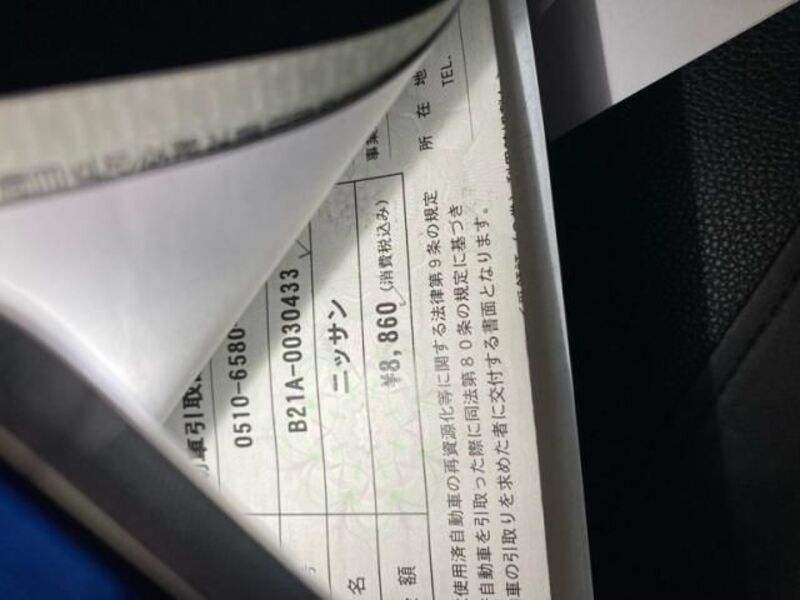 動車引取
0510-6580
号 B21A-0030433
名 ニッサン
額 ¥8,860 (消費税込み)
使用済自動車の再資源化等に関する法律第9条の規定
自動車を引取った際に同法第80条の規定に基づき
車の引取りを求めた者に交付する書面となります。
事業
所在地
TEL.